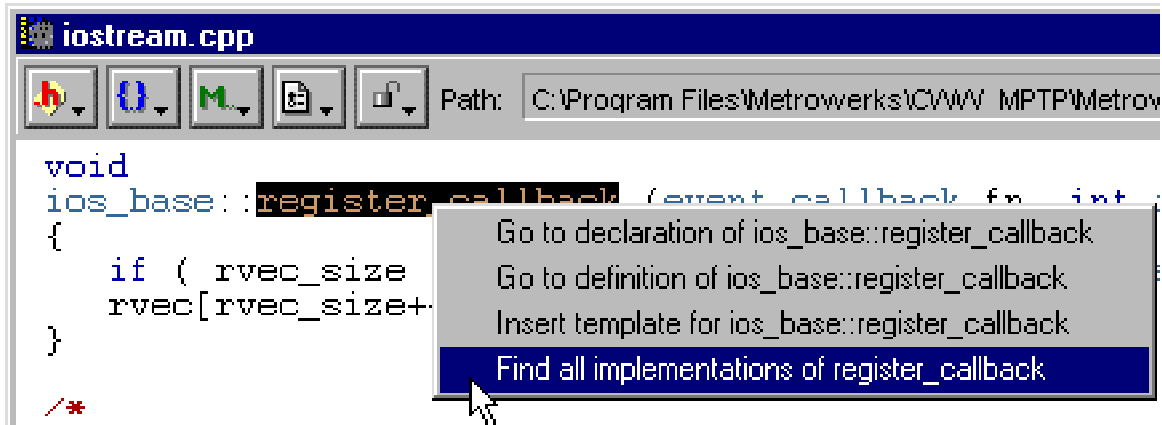 iostream.cpp
h {} M Path: C:\Program Files\Metrowerks\CWW MPTP\Metrow
void
ios_base::register_callback (event_callback fn, int
{
if ( rvec_size
rvec[rvec_size+
}
/*
Go to declaration of ios_base::register_callback
Go to definition of ios_base::register_callback
Insert template for ios_base::register_callback
Find all implementations of register_callback